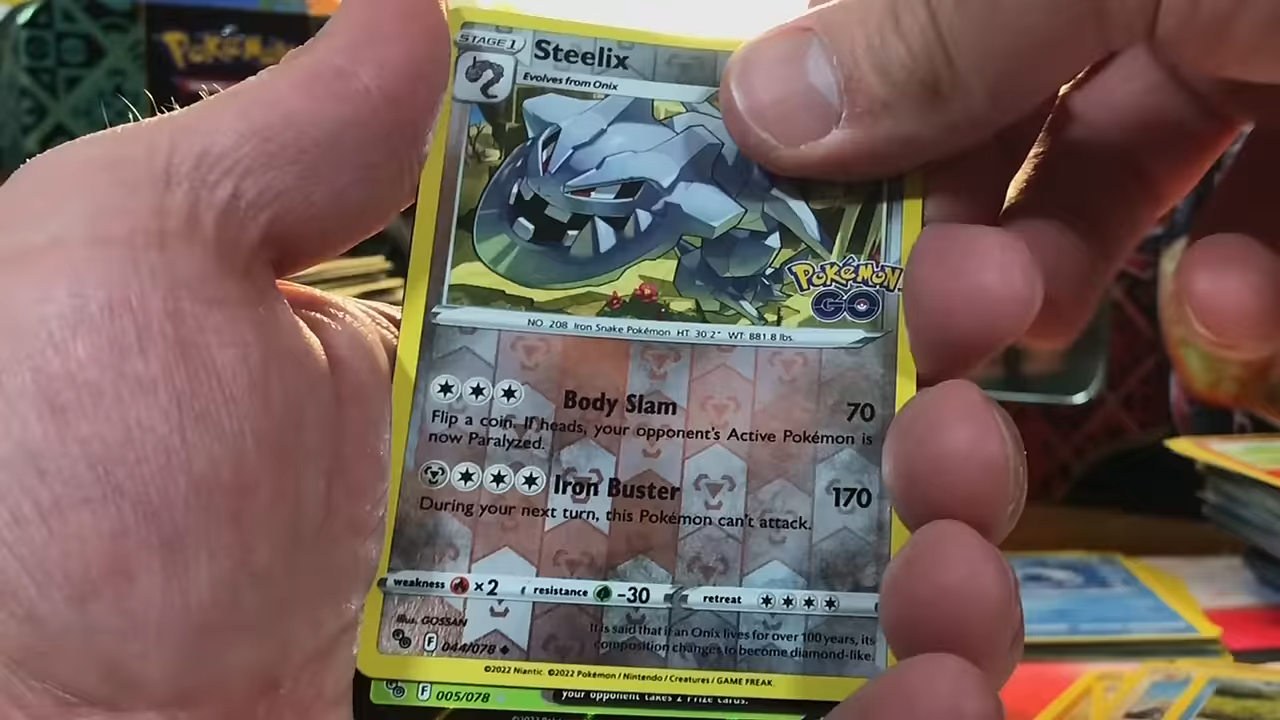 POKéMON
STAGE 1
Steelix
Evolves from Onix
POKéMON
GO
NO. 208 Iron Snake Pokémon HT: 30'2" WT: 881.8 lbs.
Body Slam 70
Flip a coin. If heads, your opponent's Active Pokémon is
now Paralyzed.
Iron Buster 170
During your next turn, this Pokémon can't attack.
weakness ×2 resistance -30 retreat
Illus. GOSSAN
F 044/078
It is said that if an Onix lives for over 100 years, its
composition changes to become diamond-like.
©2022 Niantic. ©2022 Pokémon / Nintendo / Creatures / GAME FREAK.
F 005/078 your opponent takes 2 Prize cards.